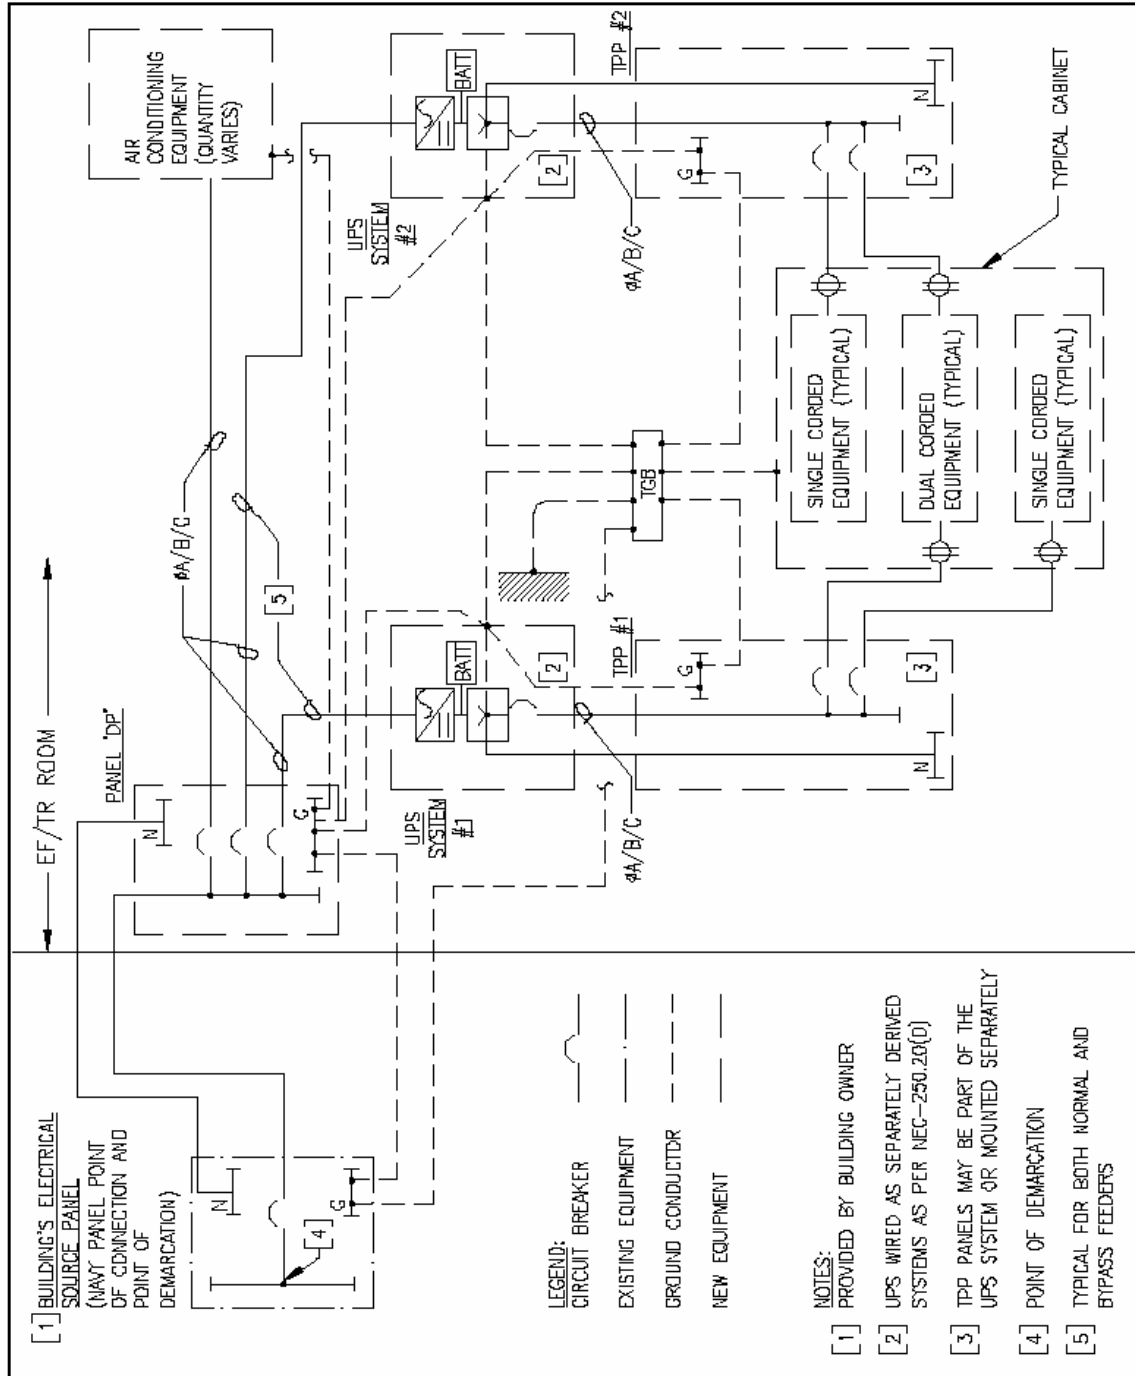 [1] BUILDING'S ELECTRICAL
SOURCE PANEL
(NAVY PANEL POINT
OF CONNECTION AND
POINT OF
DEMARCATION)
N
G
[4]
EF/TR ROOM
PANEL "DP"
N
G
ØA/B/C
[5]
AIR
CONDITIONING
EQUIPMENT
(QUANTITY
VARIES)
UPS
SYSTEM
#1
BATT
[2]
ØA/B/C
TPP #1
G
N
[3]
UPS
SYSTEM
#2
BATT
[2]
ØA/B/C
TPP #2
G
N
[3]
TGB
SINGLE CORDED
EQUIPMENT (TYPICAL)
DUAL CORDED
EQUIPMENT (TYPICAL)
SINGLE CORDED
EQUIPMENT (TYPICAL)
TYPICAL CABINET
LEGEND:
CIRCUIT BREAKER
EXISTING EQUIPMENT
GROUND CONDUCTOR
NEW EQUIPMENT
NOTES:
[1] PROVIDED BY BUILDING OWNER
[2] UPS WIRED AS SEPARATELY DERIVED
SYSTEMS AS PER NEC-250.20(D)
[3] TPP PANELS MAY BE PART OF THE
UPS SYSTEM OR MOUNTED SEPARATELY
[4] POINT OF DEMARCATION
[5] TYPICAL FOR BOTH NORMAL AND
BYPASS FEEDERS